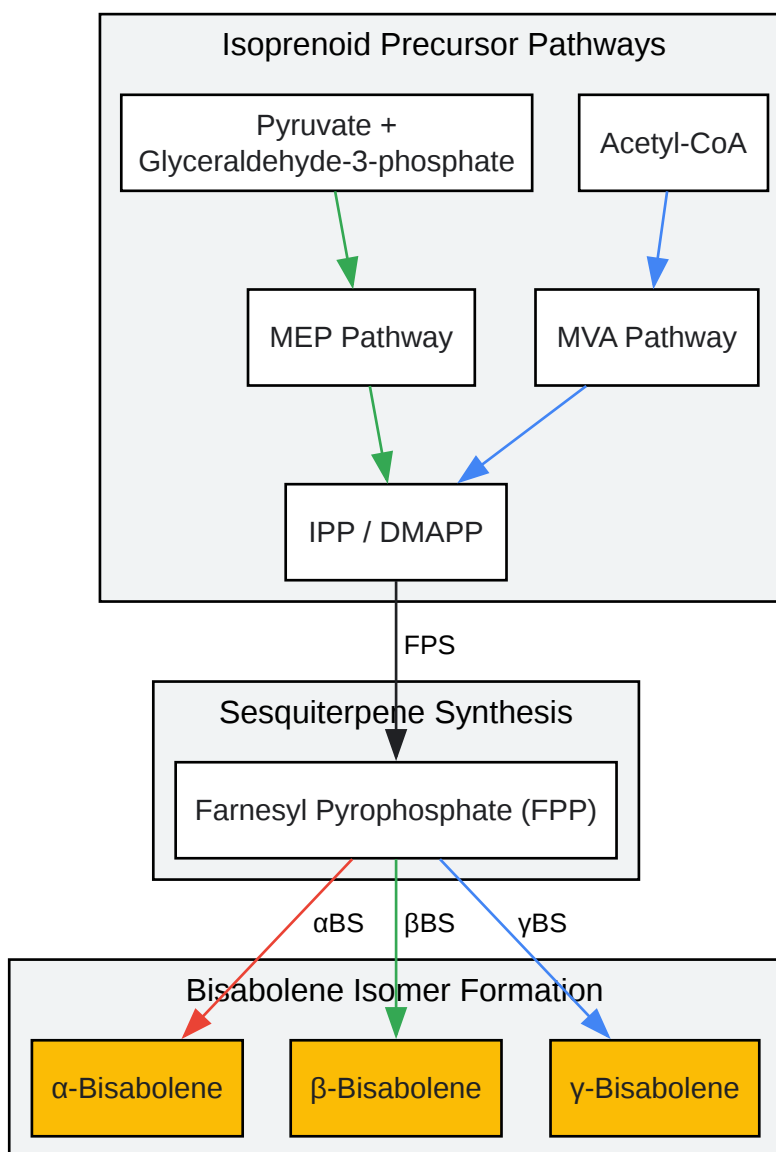 Isoprenoid Precursor Pathways
Pyruvate +
Glyceraldehyde-3-phosphate
Acetyl-CoA
MEP Pathway
MVA Pathway
IPP / DMAPP
FPS
Sesquiterpene Synthesis
Farnesyl Pyrophosphate (FPP)
αBS
βBS
γBS
Bisabolene Isomer Formation
α-Bisabolene
β-Bisabolene
γ-Bisabolene